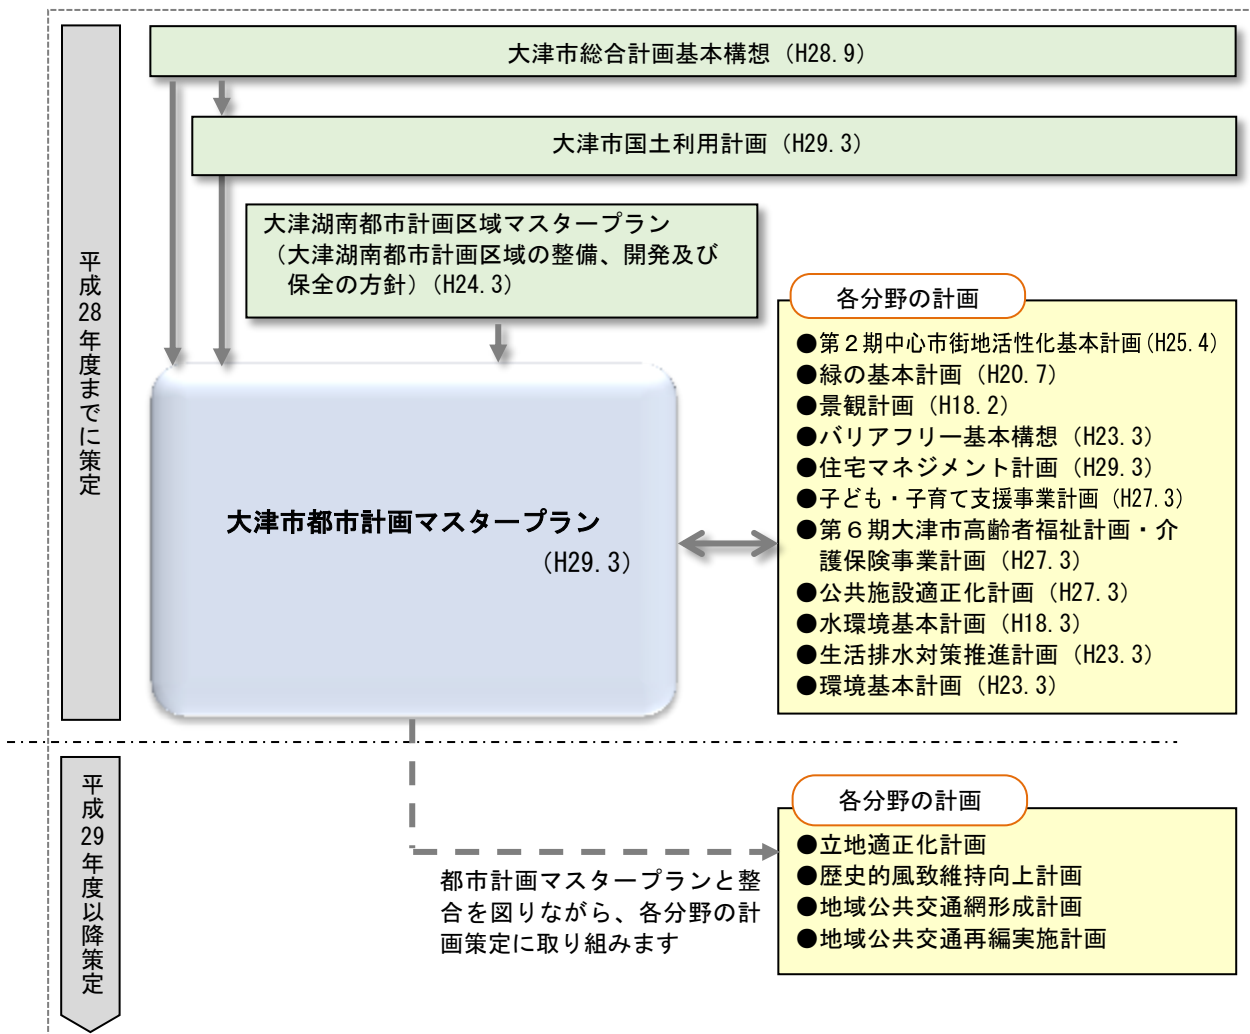 大津市総合計画基本構想（H28.9）
大津市国土利用計画（H29.3）
大津湖南都市計画区域マスタープラン
（大津湖南都市計画区域の整備、開発及び
保全の方針）（H24.3）
平成28年度までに策定
各分野の計画
●第２期中心市街地活性化基本計画（H25.4）
●緑の基本計画（H20.7）
●景観計画（H18.2）
●バリアフリー基本構想（H23.3）
●住宅マネジメント計画（H29.3）
●子ども・子育て支援事業計画（H27.3）
●第６期大津市高齢者福祉計画・介
護保険事業計画（H27.3）
●公共施設適正化計画（H27.3）
●水環境基本計画（H18.3）
●生活排水対策推進計画（H23.3）
●環境基本計画（H23.3）
大津市都市計画マスタープラン
（H29.3）
平成29年度以降策定
都市計画マスタープランと整
合を図りながら、各分野の計
画策定に取り組みます
各分野の計画
●立地適正化計画
●歴史的風致維持向上計画
●地域公共交通網形成計画
●地域公共交通再編実施計画